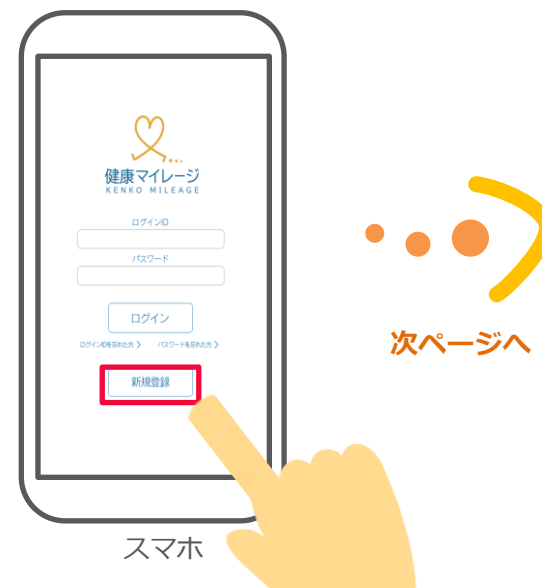 健康マイレージ
KENKO MILEAGE
ログインID
パスワード
ログイン
ログインIDを忘れた方 》 パスワードを忘れた方 》
新規登録
次ページへ
スマホ